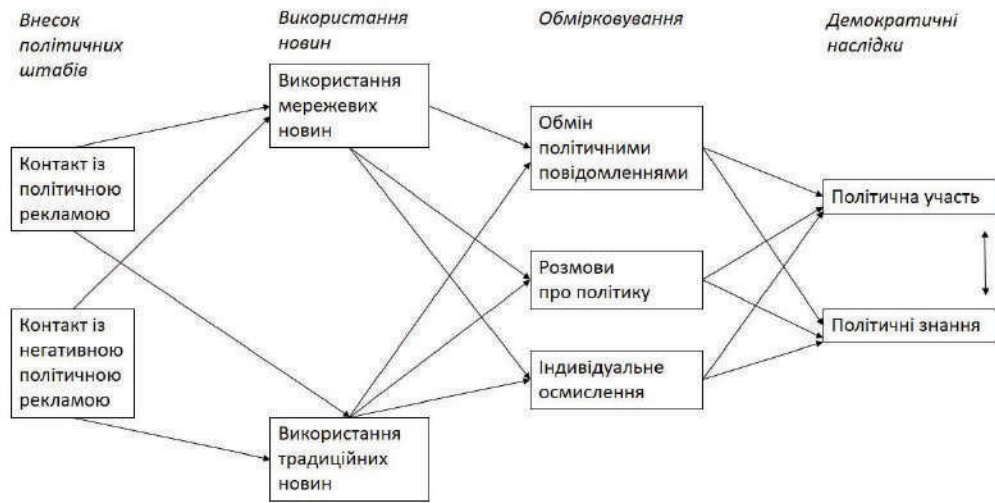 Внесок
політичних
штабів
Використання
новин
Обмірковування
Демократичні
наслідки
Контакт із
політичною
рекламою
Контакт із
негативною
політичною
рекламою
Використання
мережевих
новин
Використання
традиційних
новин
Обмін
політичними
повідомленнями
Розмови
про політику
Індивідуальне
осмислення
Політична участь
Політичні знання